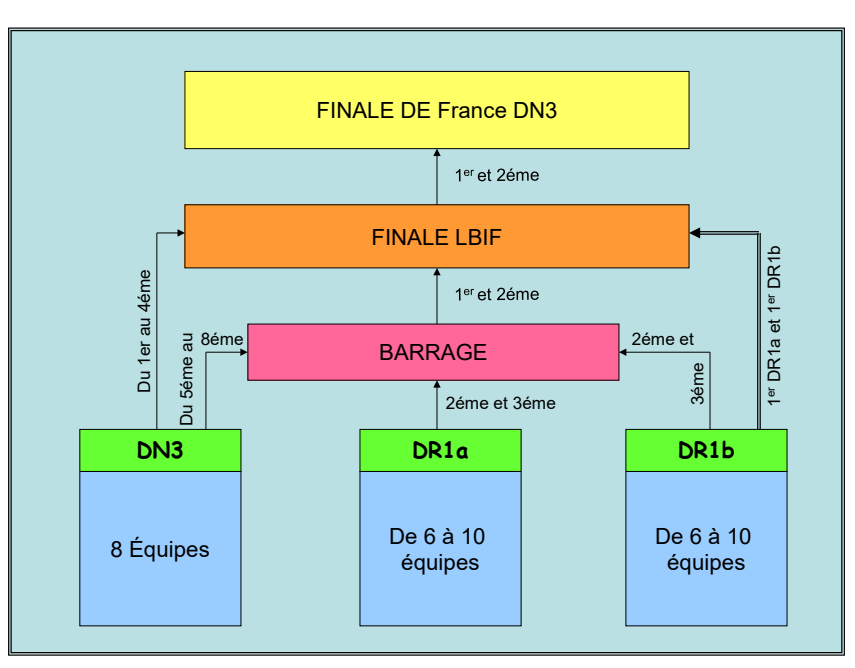 FINALE DE France DN3
1er et 2éme
FINALE LBIF
Du 1er au 4éme
1er et 2éme
1er DR1a et 1er DR1b
Du 5éme au
8éme
BARRAGE
2éme et
3éme
2éme et 3éme
DN3
DR1a
DR1b
8 Équipes
De 6 à 10
équipes
De 6 à 10
équipes